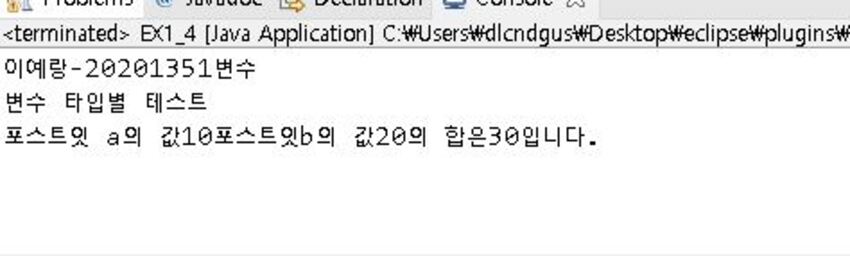 Problems Javadoc Declaration Console
<terminated> EX1_4 [Java Application] C:₩Users₩dlcndgus₩Desktop₩eclipse₩plugins₩
이예랑-20201351변수
변수 타입별 테스트
포스트잇 a의 값10포스트잇b의 값20의 합은30입니다.